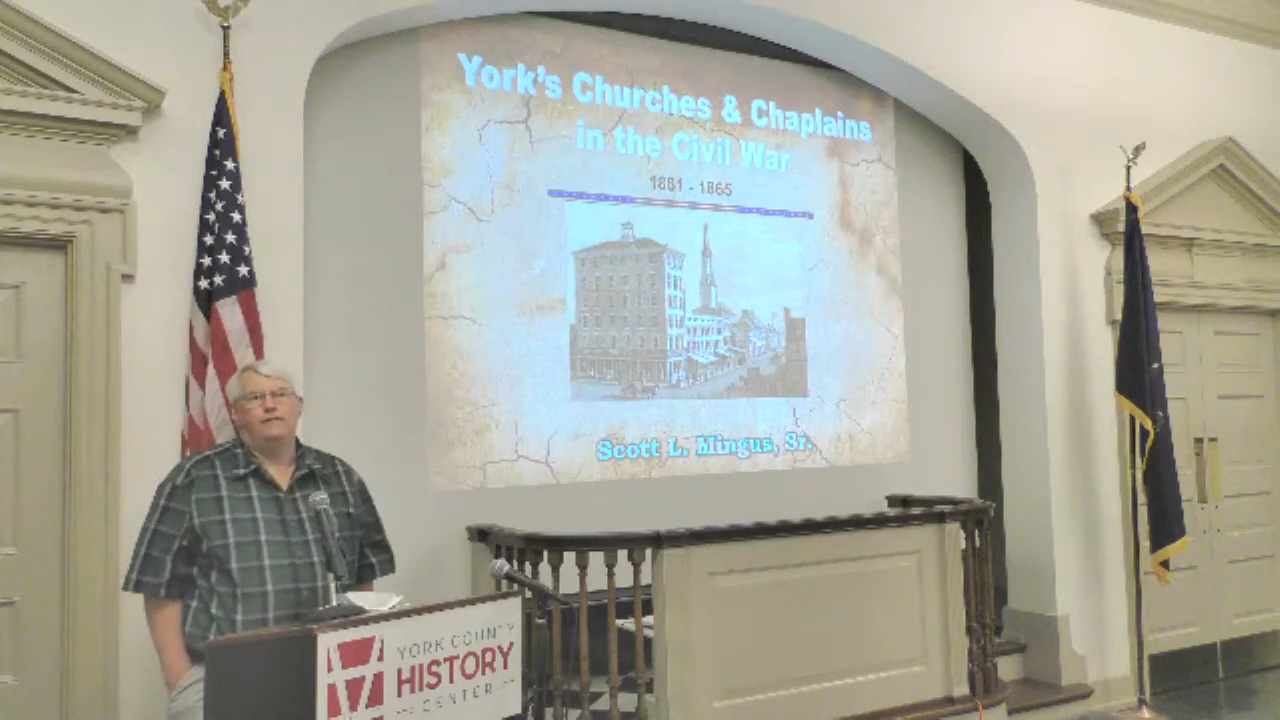 York's Churches & Chaplains
in the Civil War
1861 - 1865
Scott L. Mingus, Sr.
YORK COUNTY
HISTORY
CENTER